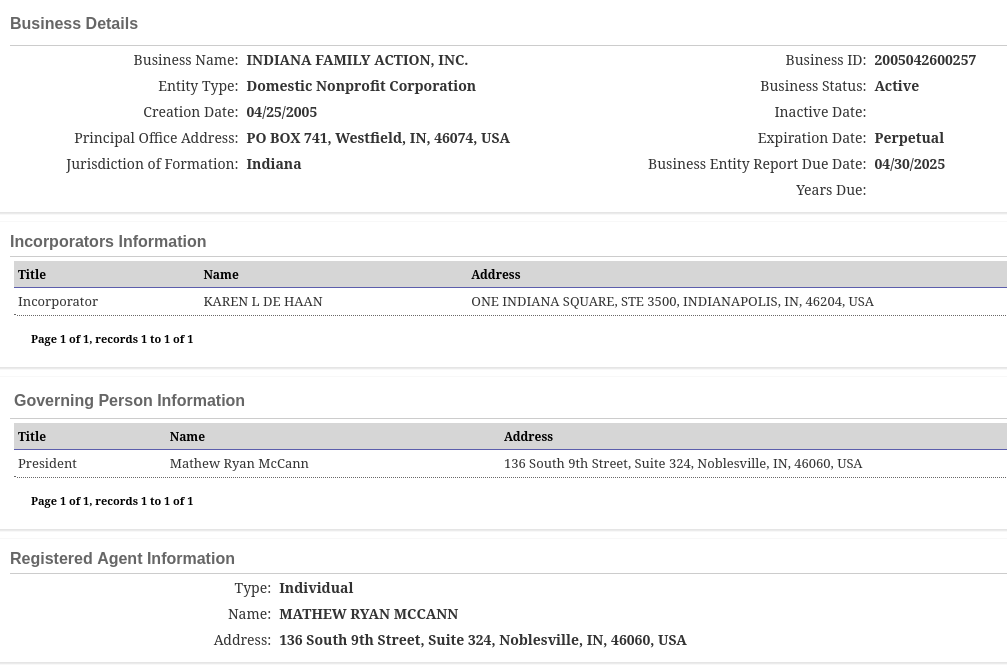 Business Details
Business Name: INDIANA FAMILY ACTION, INC. Business ID: 2005042600257
Entity Type: Domestic Nonprofit Corporation Business Status: Active
Creation Date: 04/25/2005 Inactive Date:
Principal Office Address: PO BOX 741, Westfield, IN, 46074, USA Expiration Date: Perpetual
Jurisdiction of Formation: Indiana Business Entity Report Due Date: 04/30/2025
Years Due:
Incorporators Information
Title Name Address
Incorporator KAREN L DE HAAN ONE INDIANA SQUARE, STE 3500, INDIANAPOLIS, IN, 46204, USA
Page 1 of 1, records 1 to 1 of 1
Governing Person Information
Title Name Address
President Mathew Ryan McCann 136 South 9th Street, Suite 324, Noblesville, IN, 46060, USA
Page 1 of 1, records 1 to 1 of 1
Registered Agent Information
Type: Individual
Name: MATHEW RYAN MCCANN
Address: 136 South 9th Street, Suite 324, Noblesville, IN, 46060, USA